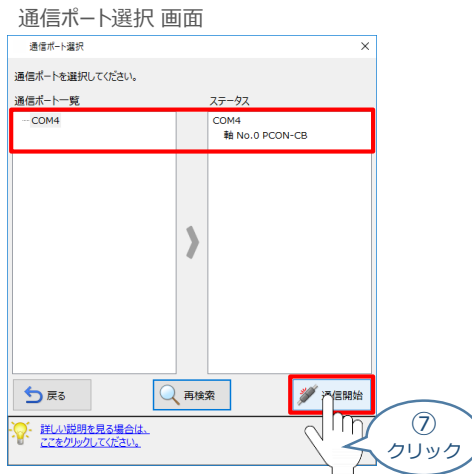 通信ポート選択 画面
通信ポート選択
通信ポートを選択してください。
通信ポート一覧 ステータス
COM4 COM4
軸 No.0 PCON-CB
戻る 再検索 通信開始
詳しい説明を見る場合は、
ここをクリックしてください。
⑦
クリック